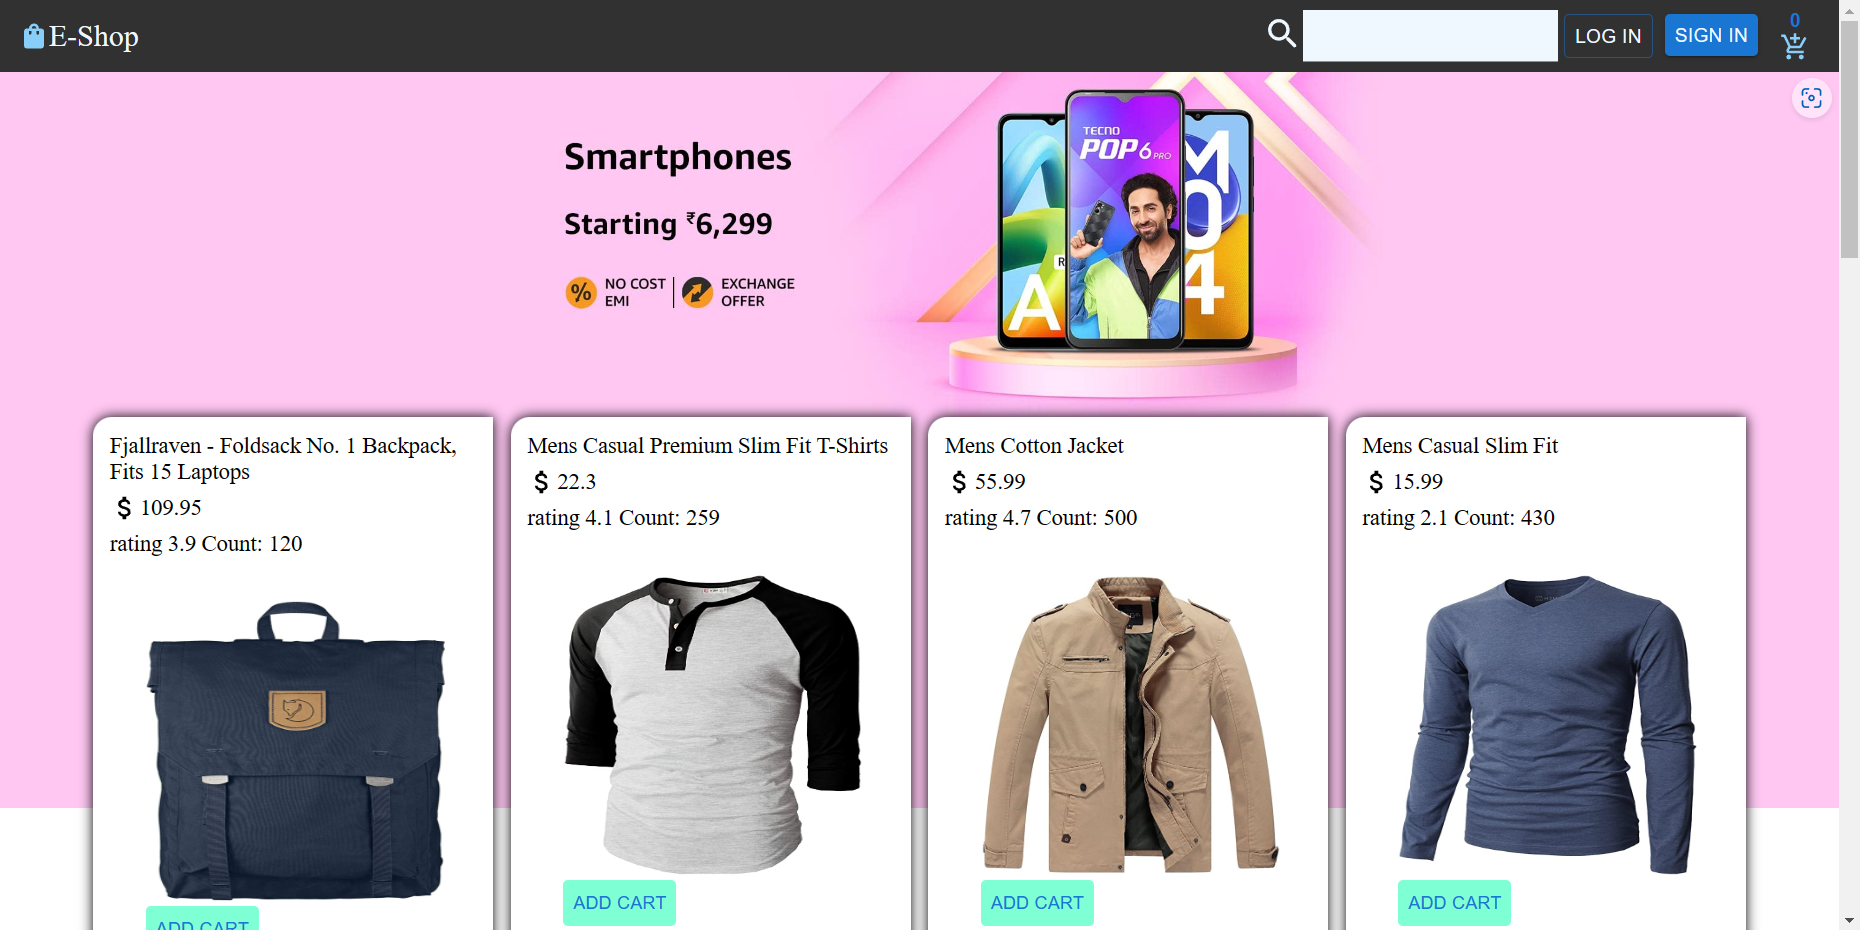 E-Shop
LOG IN
SIGN IN
0
Smartphones
Starting ₹6,299
% NO COST EMI
EXCHANGE OFFER
TECNO
POP 6 PRO
R
A
M
0
4
Fjallraven - Foldsack No. 1 Backpack,
Fits 15 Laptops
$ 109.95
rating 3.9 Count: 120
ADD CART
Mens Casual Premium Slim Fit T-Shirts
$ 22.3
rating 4.1 Count: 259
ADD CART
Mens Cotton Jacket
$ 55.99
rating 4.7 Count: 500
ADD CART
Mens Casual Slim Fit
$ 15.99
rating 2.1 Count: 430
ADD CART